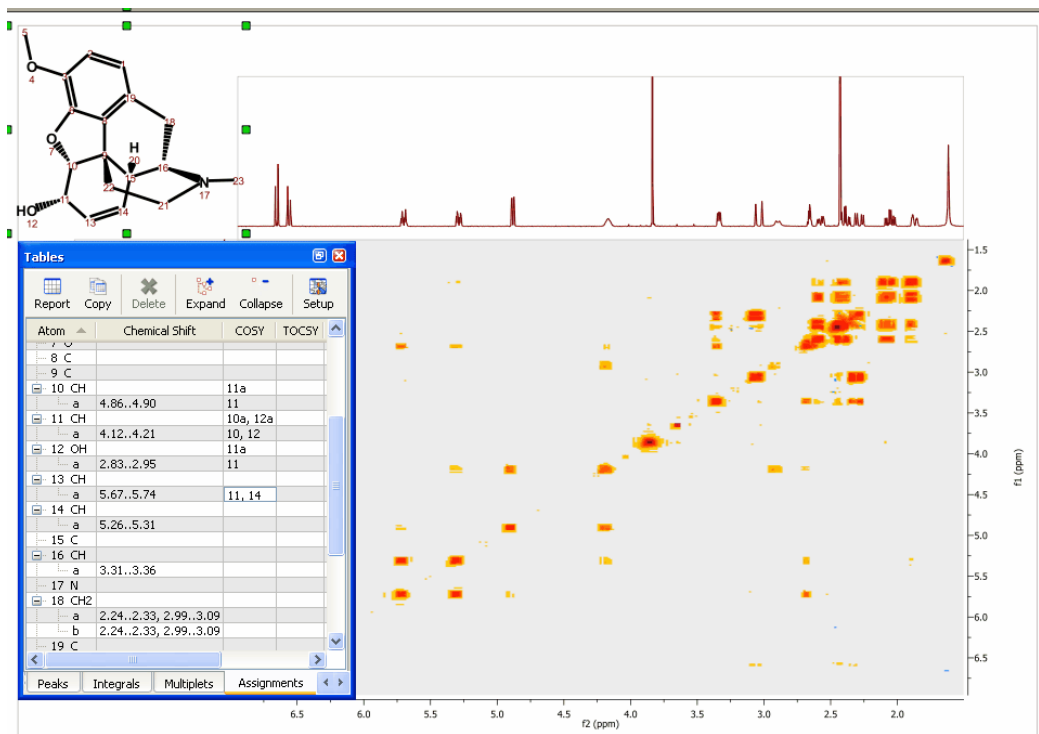 5
O
4
2
1
19
18
O
7
H
20
10
15
16
N
17
23
22
21
11
HO
12
14
13
Tables
Report Copy Delete Expand Collapse Setup
Atom Chemical Shift COSY TOCSY
7 O
8 C
9 C
10 CH 11a
a 4.86..4.90 11
11 CH 10a, 12a
a 4.12..4.21 10, 12
12 OH 11a
a 2.83..2.95 11
13 CH
a 5.67..5.74 11, 14
14 CH
a 5.26..5.31
15 C
16 CH
a 3.31..3.36
17 N
18 CH2
a 2.24..2.33, 2.99..3.09
b 2.24..2.33, 2.99..3.09
19 C
Peaks Integrals Multiplets Assignments
1.5
2.0
2.5
3.0
3.5
4.0
4.5
5.0
5.5
6.0
6.5
f1 (ppm)
6.5 6.0 5.5 5.0 4.5 4.0 3.5 3.0 2.5 2.0
f2 (ppm)